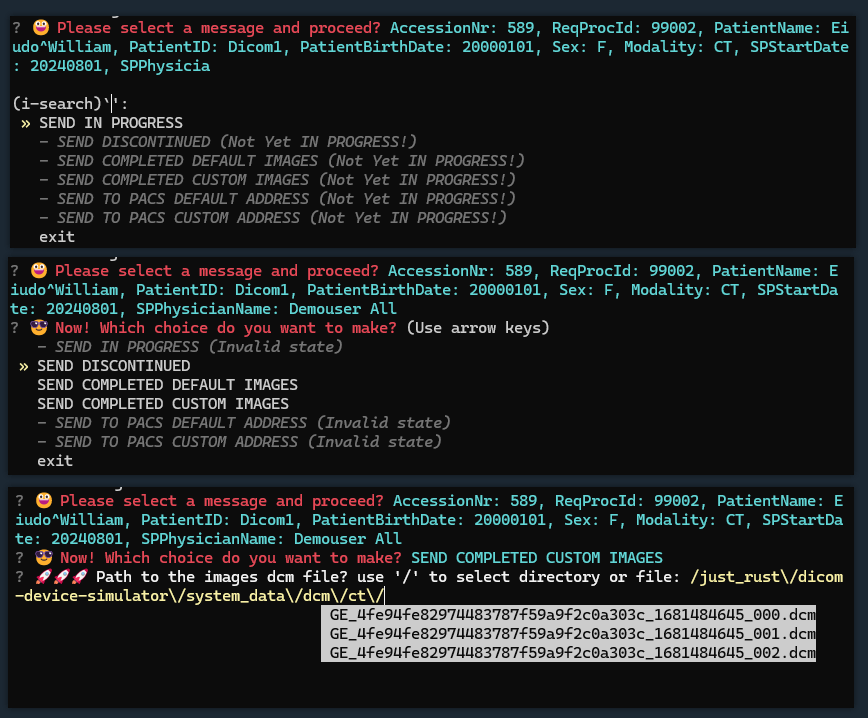 ? 😀 Please select a message and proceed? AccessionNr: 589, ReqProcId: 99002, PatientName: Ei
udo^William, PatientID: Dicom1, PatientBirthDate: 20000101, Sex: F, Modality: CT, SPStartDate
: 20240801, SPPhysicia
(i-search)`':
» SEND IN PROGRESS
- SEND DISCONTINUED (Not Yet IN PROGRESS!)
- SEND COMPLETED DEFAULT IMAGES (Not Yet IN PROGRESS!)
- SEND COMPLETED CUSTOM IMAGES (Not Yet IN PROGRESS!)
- SEND TO PACS DEFAULT ADDRESS (Not Yet IN PROGRESS!)
- SEND TO PACS CUSTOM ADDRESS (Not Yet IN PROGRESS!)
exit
? 😀 Please select a message and proceed? AccessionNr: 589, ReqProcId: 99002, PatientName: E
iudo^William, PatientID: Dicom1, PatientBirthDate: 20000101, Sex: F, Modality: CT, SPStartDa
te: 20240801, SPPhysicianName: Demouser All
? 😎 Now! Which choice do you want to make? (Use arrow keys)
- SEND IN PROGRESS (Invalid state)
» SEND DISCONTINUED
SEND COMPLETED DEFAULT IMAGES
SEND COMPLETED CUSTOM IMAGES
- SEND TO PACS DEFAULT ADDRESS (Invalid state)
- SEND TO PACS CUSTOM ADDRESS (Invalid state)
exit
? 😀 Please select a message and proceed? AccessionNr: 589, ReqProcId: 99002, PatientName: E
iudo^William, PatientID: Dicom1, PatientBirthDate: 20000101, Sex: F, Modality: CT, SPStartDa
te: 20240801, SPPhysicianName: Demouser All
? 😎 Now! Which choice do you want to make? SEND COMPLETED CUSTOM IMAGES
? 🚀🚀🚀 Path to the images dcm file? use '/' to select directory or file: /just_rust\/dicom
-device-simulator\/system_data\/dcm\/ct\/
GE_4fe94fe82974483787f59a9f2c0a303c_1681484645_000.dcm
GE_4fe94fe82974483787f59a9f2c0a303c_1681484645_001.dcm
GE_4fe94fe82974483787f59a9f2c0a303c_1681484645_002.dcm